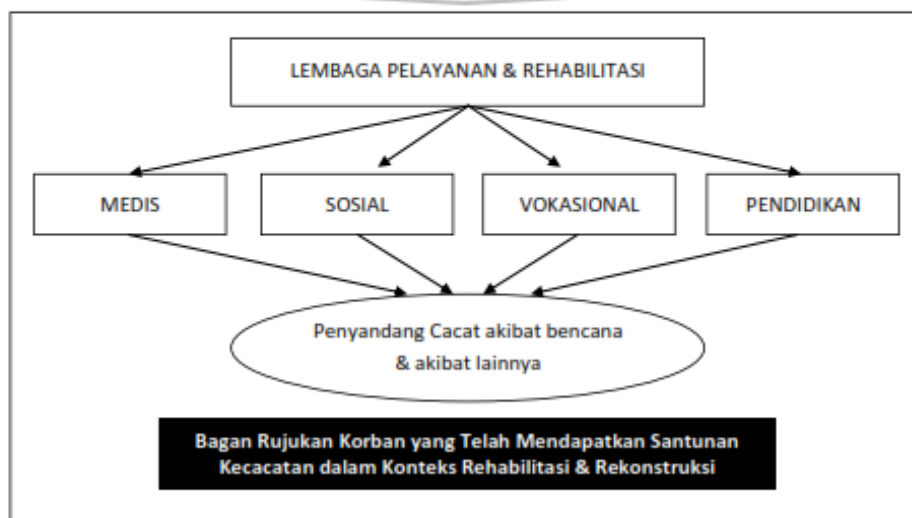 LEMBAGA PELAYANAN & REHABILITASI
MEDIS
SOSIAL
VOKASIONAL
PENDIDIKAN
Penyandang Cacat akibat bencana
& akibat lainnya
Bagan Rujukan Korban yang Telah Mendapatkan Santunan
Kecacatan dalam Konteks Rehabilitasi & Rekonstruksi